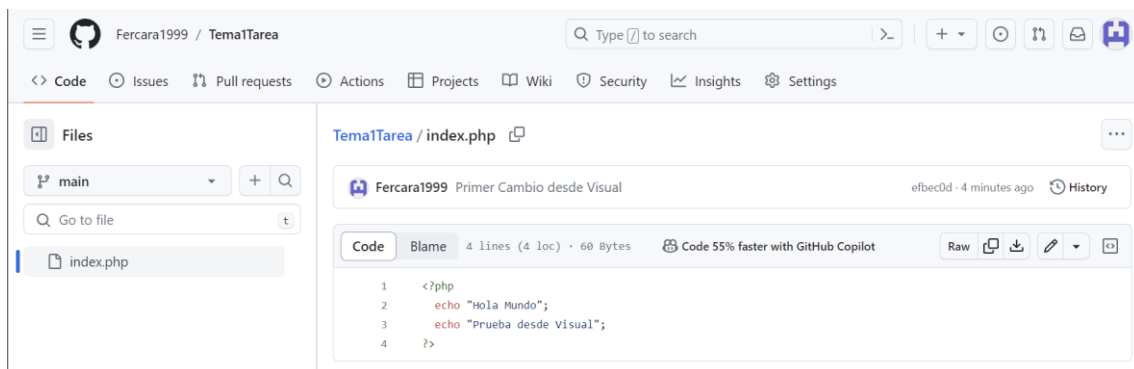 Fercara1999 / Tema1Tarea Type / to search
Code Issues Pull requests Actions Projects Wiki Security Insights Settings
Files
main
Go to file t
index.php
Tema1Tarea / index.php
Fercara1999 Primer Cambio desde Visual efbec0d · 4 minutes ago History
Code Blame 4 lines (4 loc) · 60 Bytes Code 55% faster with GitHub Copilot Raw
1 <?php
2 echo "Hola Mundo";
3 echo "Prueba desde Visual";
4 ?>